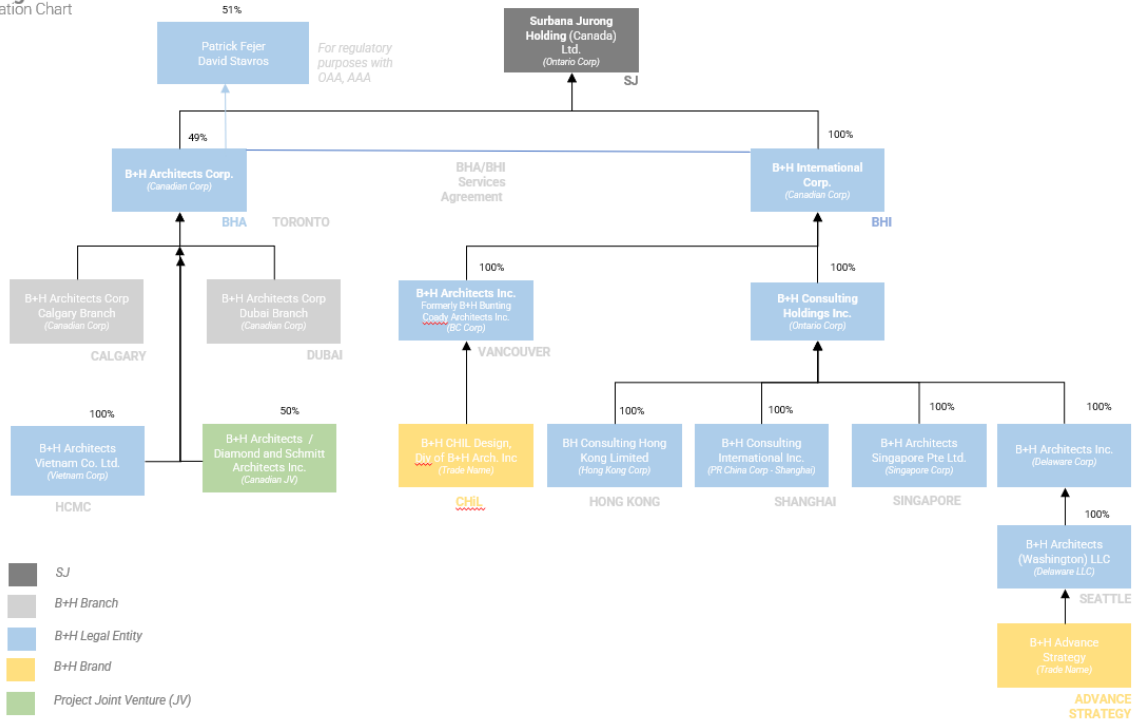 ation Chart
51%
Patrick Fejer
David Stavros
For regulatory
purposes with
OAA, AAA
Surbana Jurong
Holding (Canada)
Ltd.
(Ontario Corp)
SJ
49%
100%
B+H Architects Corp.
(Canadian Corp)
BHA
TORONTO
BHA/BHI
Services
Agreement
B+H International
Corp.
(Canadian Corp)
BHI
100%
100%
B+H Architects Corp
Calgary Branch
(Canadian Corp)
CALGARY
B+H Architects Corp
Dubai Branch
(Canadian Corp)
DUBAI
B+H Architects Inc.
Formerly B+H Bunting
Coady Architects Inc.
(BC Corp)
VANCOUVER
B+H Consulting
Holdings Inc.
(Ontario Corp)
100%
50%
100%
100%
100%
100%
B+H Architects
Vietnam Co. Ltd.
(Vietnam Corp)
HCMC
B+H Architects /
Diamond and Schmitt
Architects Inc.
(Canadian JV)
B+H CHIL Design,
Div of B+H Arch. Inc
(Trade Name)
CHiL
BH Consulting Hong
Kong Limited
(Hong Kong Corp)
HONG KONG
B+H Consulting
International Inc.
(PR China Corp - Shanghai)
SHANGHAI
B+H Architects
Singapore Pte Ltd.
(Singapore Corp)
SINGAPORE
B+H Architects Inc.
(Delaware Corp)
100%
B+H Architects
(Washington) LLC
(Delaware LLC)
SEATTLE
B+H Advance
Strategy
(Trade Name)
ADVANCE
STRATEGY
SJ
B+H Branch
B+H Legal Entity
B+H Brand
Project Joint Venture (JV)